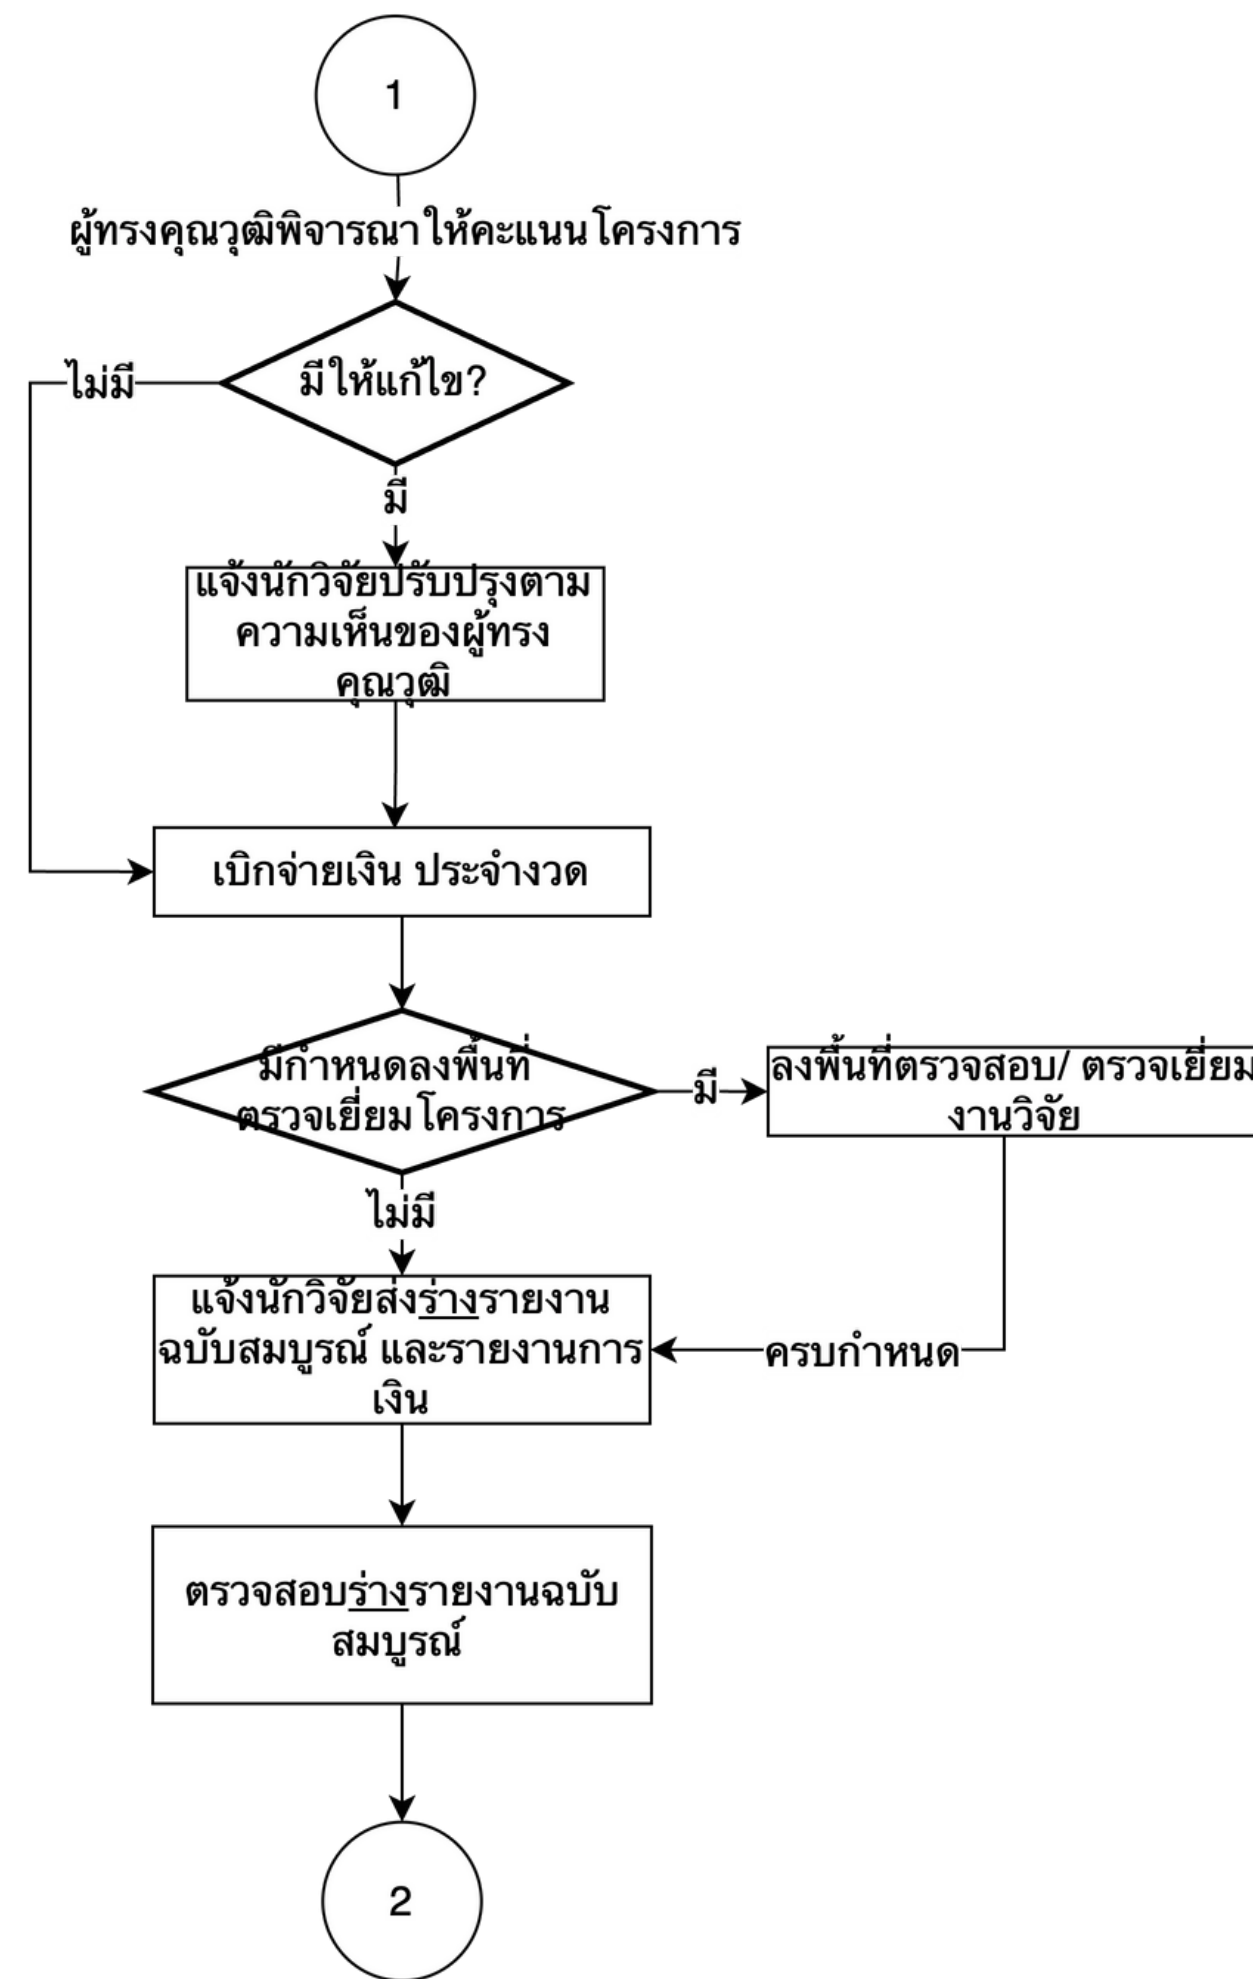 1
ผู้ทรงคุณวุฒิพิจารณา ให้คะแนน โครงการ
มี ให้แก้ไข?
ไม่มี
มี
แจ้งนักวิจัยปรับปรุงตาม
ความเห็นของผู้ทรง
คุณวุฒิ
เบิกจ่ายเงิน ประจำงวด
มีกำหนดลงพื้นที่
ตรวจเยี่ยม โครงการ
มี
ลงพื้นที่ตรวจสอบ/ ตรวจเยี่ยม
งานวิจัย
ไม่มี
แจ้งนักวิจัยส่งร่างรายงาน
ฉบับสมบูรณ์ และรายงานการ
เงิน
ครบกำหนด
ตรวจสอบร่างรายงานฉบับ
สมบูรณ์
2